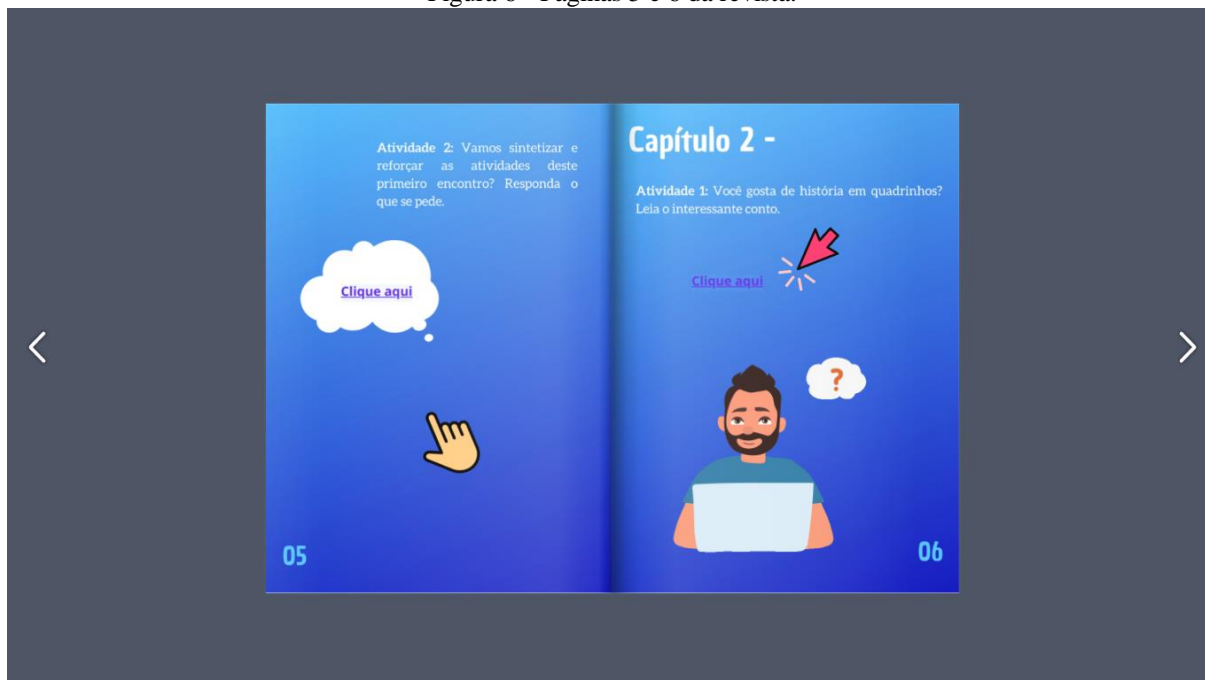 Atividade 2: Vamos sintetizar e
reforçar as atividades deste
primeiro encontro? Responda o
que se pede.
Clique aqui
05
Capítulo 2 -
Atividade 1: Você gosta de história em quadrinhos?
Leia o interessante conto.
Clique aqui
?
06